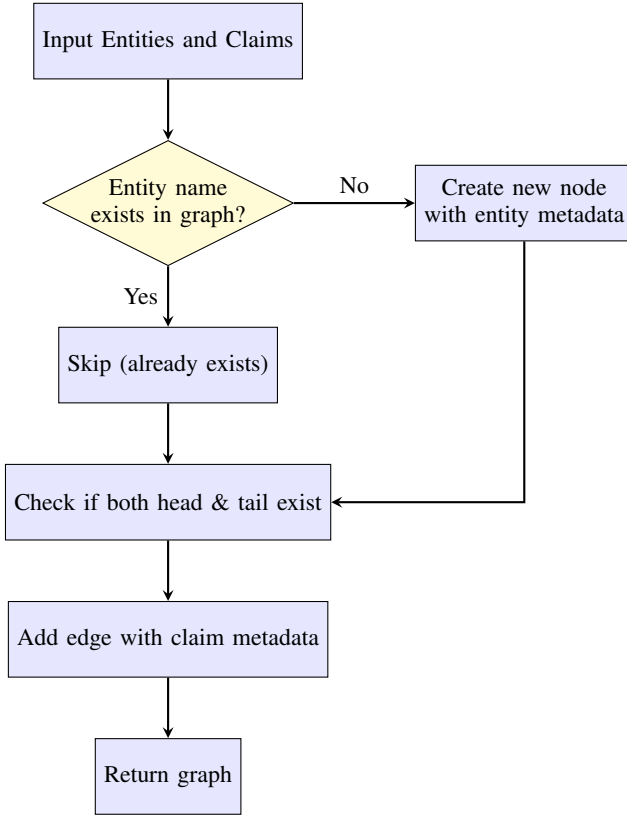 Input Entities and Claims
Entity name
exists in graph?
No
Create new node
with entity metadata
Yes
Skip (already exists)
Check if both head & tail exist
Add edge with claim metadata
Return graph